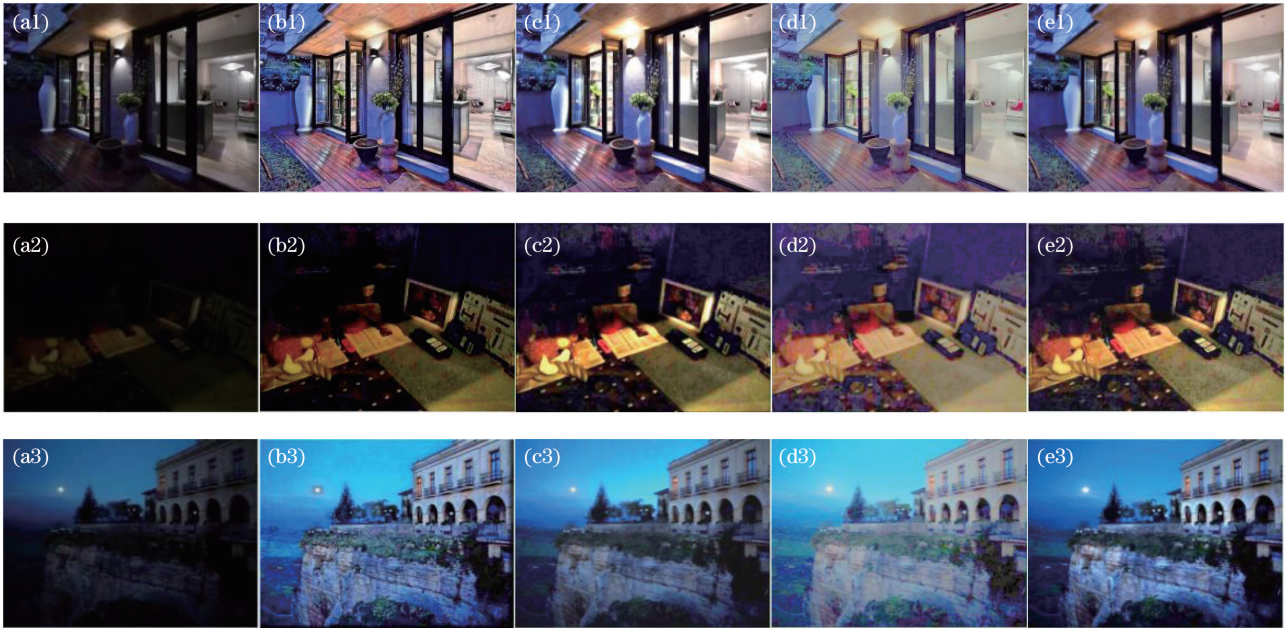 (a1) (b1) (c1) (d1) (e1)
(a2) (b2) (c2) (d2) (e2)
(a3) (b3) (c3) (d3) (e3)